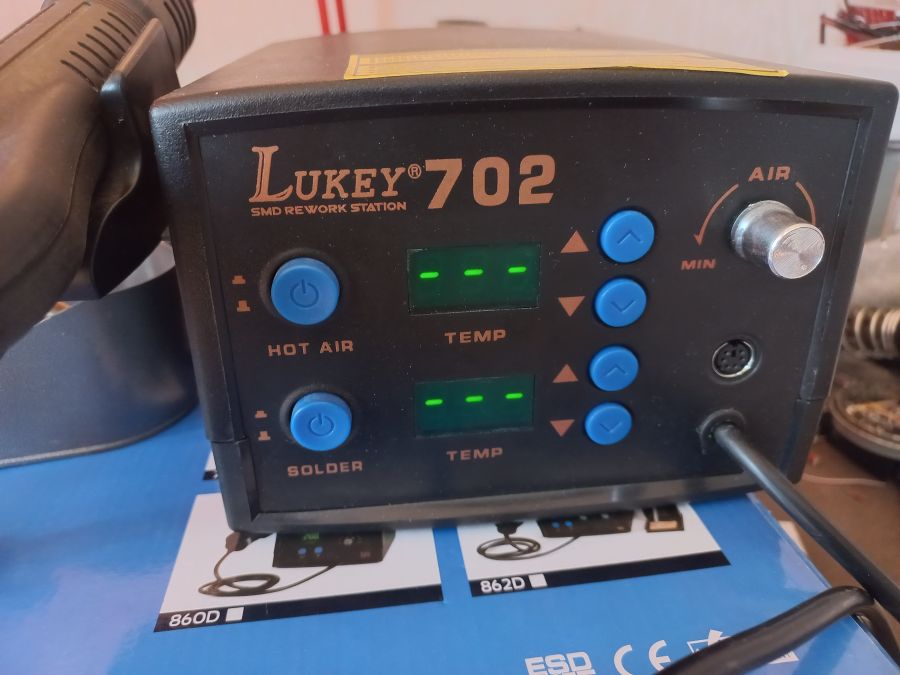 LUKEY® 702
SMD REWORK STATION
AIR
MIN
--- 
TEMP
HOT AIR
---
TEMP
SOLDER
860D
862D
ESD
CE